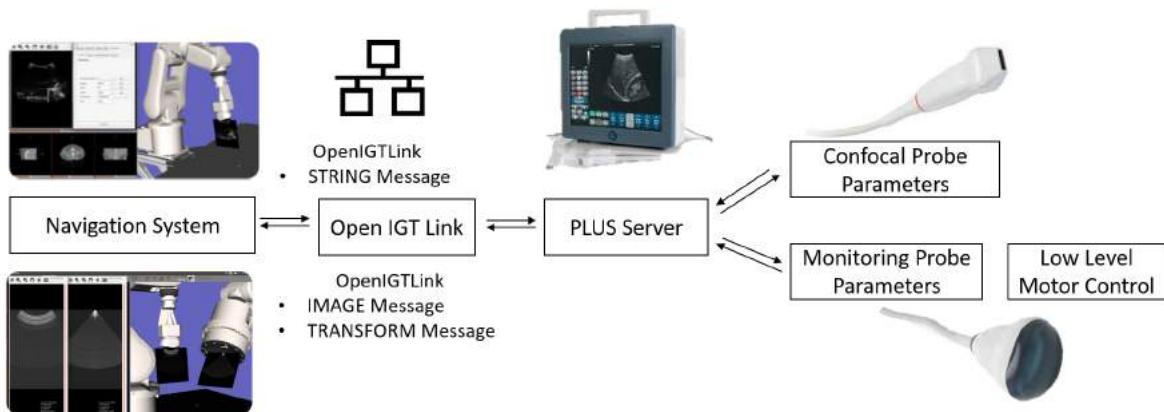 OpenIGTLink
• STRING Message
Navigation System
Open IGT Link
PLUS Server
Confocal Probe
Parameters
Monitoring Probe
Parameters
Low Level
Motor Control
OpenIGTLink
• IMAGE Message
• TRANSFORM Message